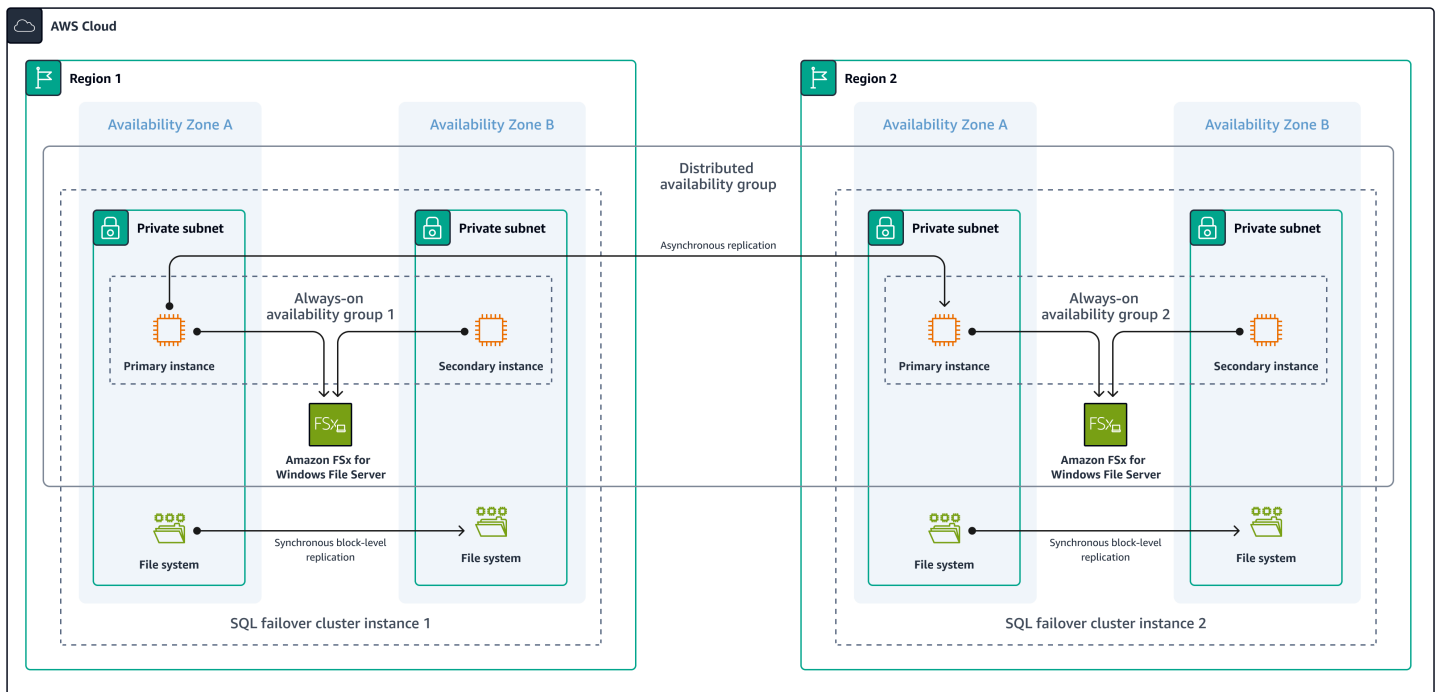 AWS Cloud
Region 1
Region 2
Availability Zone A
Availability Zone B
Availability Zone A
Availability Zone B
Distributed
availability group
Private subnet
Private subnet
Private subnet
Private subnet
Asynchronous replication
Always-on
availability group 1
Always-on
availability group 2
Primary instance
Secondary instance
Primary instance
Secondary instance
FSx
FSx
Amazon FSx for
Windows File Server
Amazon FSx for
Windows File Server
Synchronous block-level
replication
Synchronous block-level
replication
File system
File system
File system
File system
SQL failover cluster instance 1
SQL failover cluster instance 2